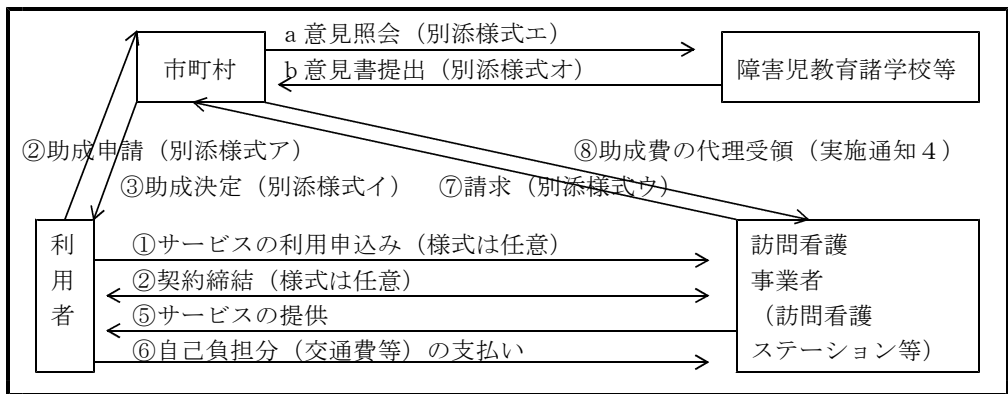 a 意見照会（別添様式エ）
市町村
b 意見書提出（別添様式オ）
障害児教育諸学校等
②助成申請（別添様式ア）
⑧助成費の代理受領（実施通知４）
③助成決定（別添様式イ）
⑦請求（別添様式ウ）
利
用
者
①サービスの利用申込み（様式は任意）
②契約締結（様式は任意）
⑤サービスの提供
⑥自己負担分（交通費等）の支払い
訪問看護
事業者
（訪問看護
ステーション等）